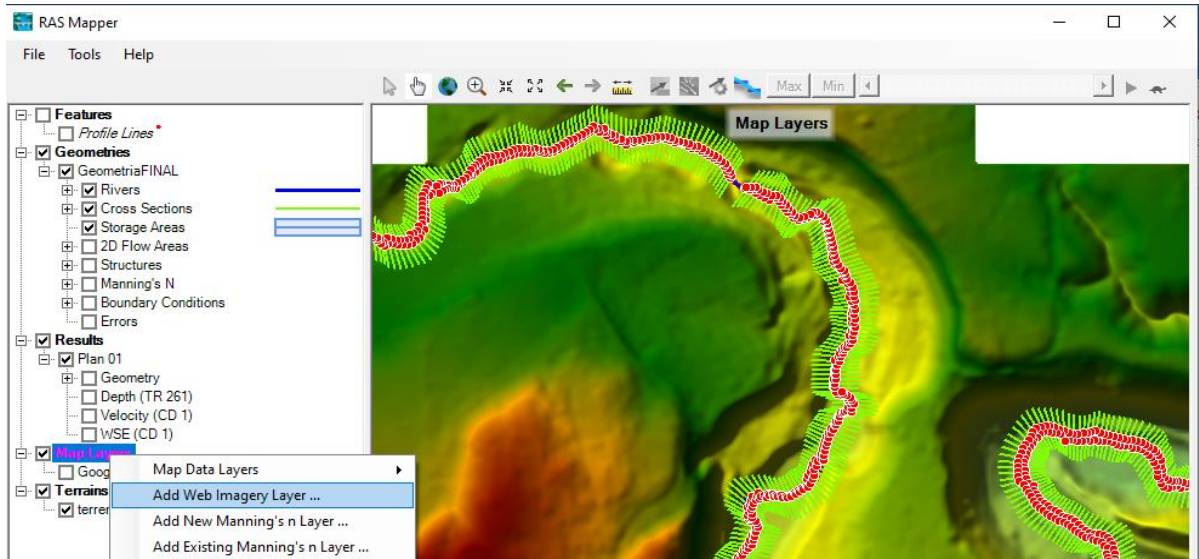 RAS Mapper
File Tools Help
Max Min
Features
Profile Lines
Map Layers
Geometries
GeometriaFINAL
Rivers
Cross Sections
Storage Areas
2D Flow Areas
Structures
Manning's N
Boundary Conditions
Errors
Results
Plan 01
Geometry
Depth (TR 261)
Velocity (CD 1)
WSE (CD 1)
Map Layers
Goog
Map Data Layers
Terrains
Add Web Imagery Layer ...
terrer
Add New Manning's n Layer ...
Add Existing Manning's n Layer ...